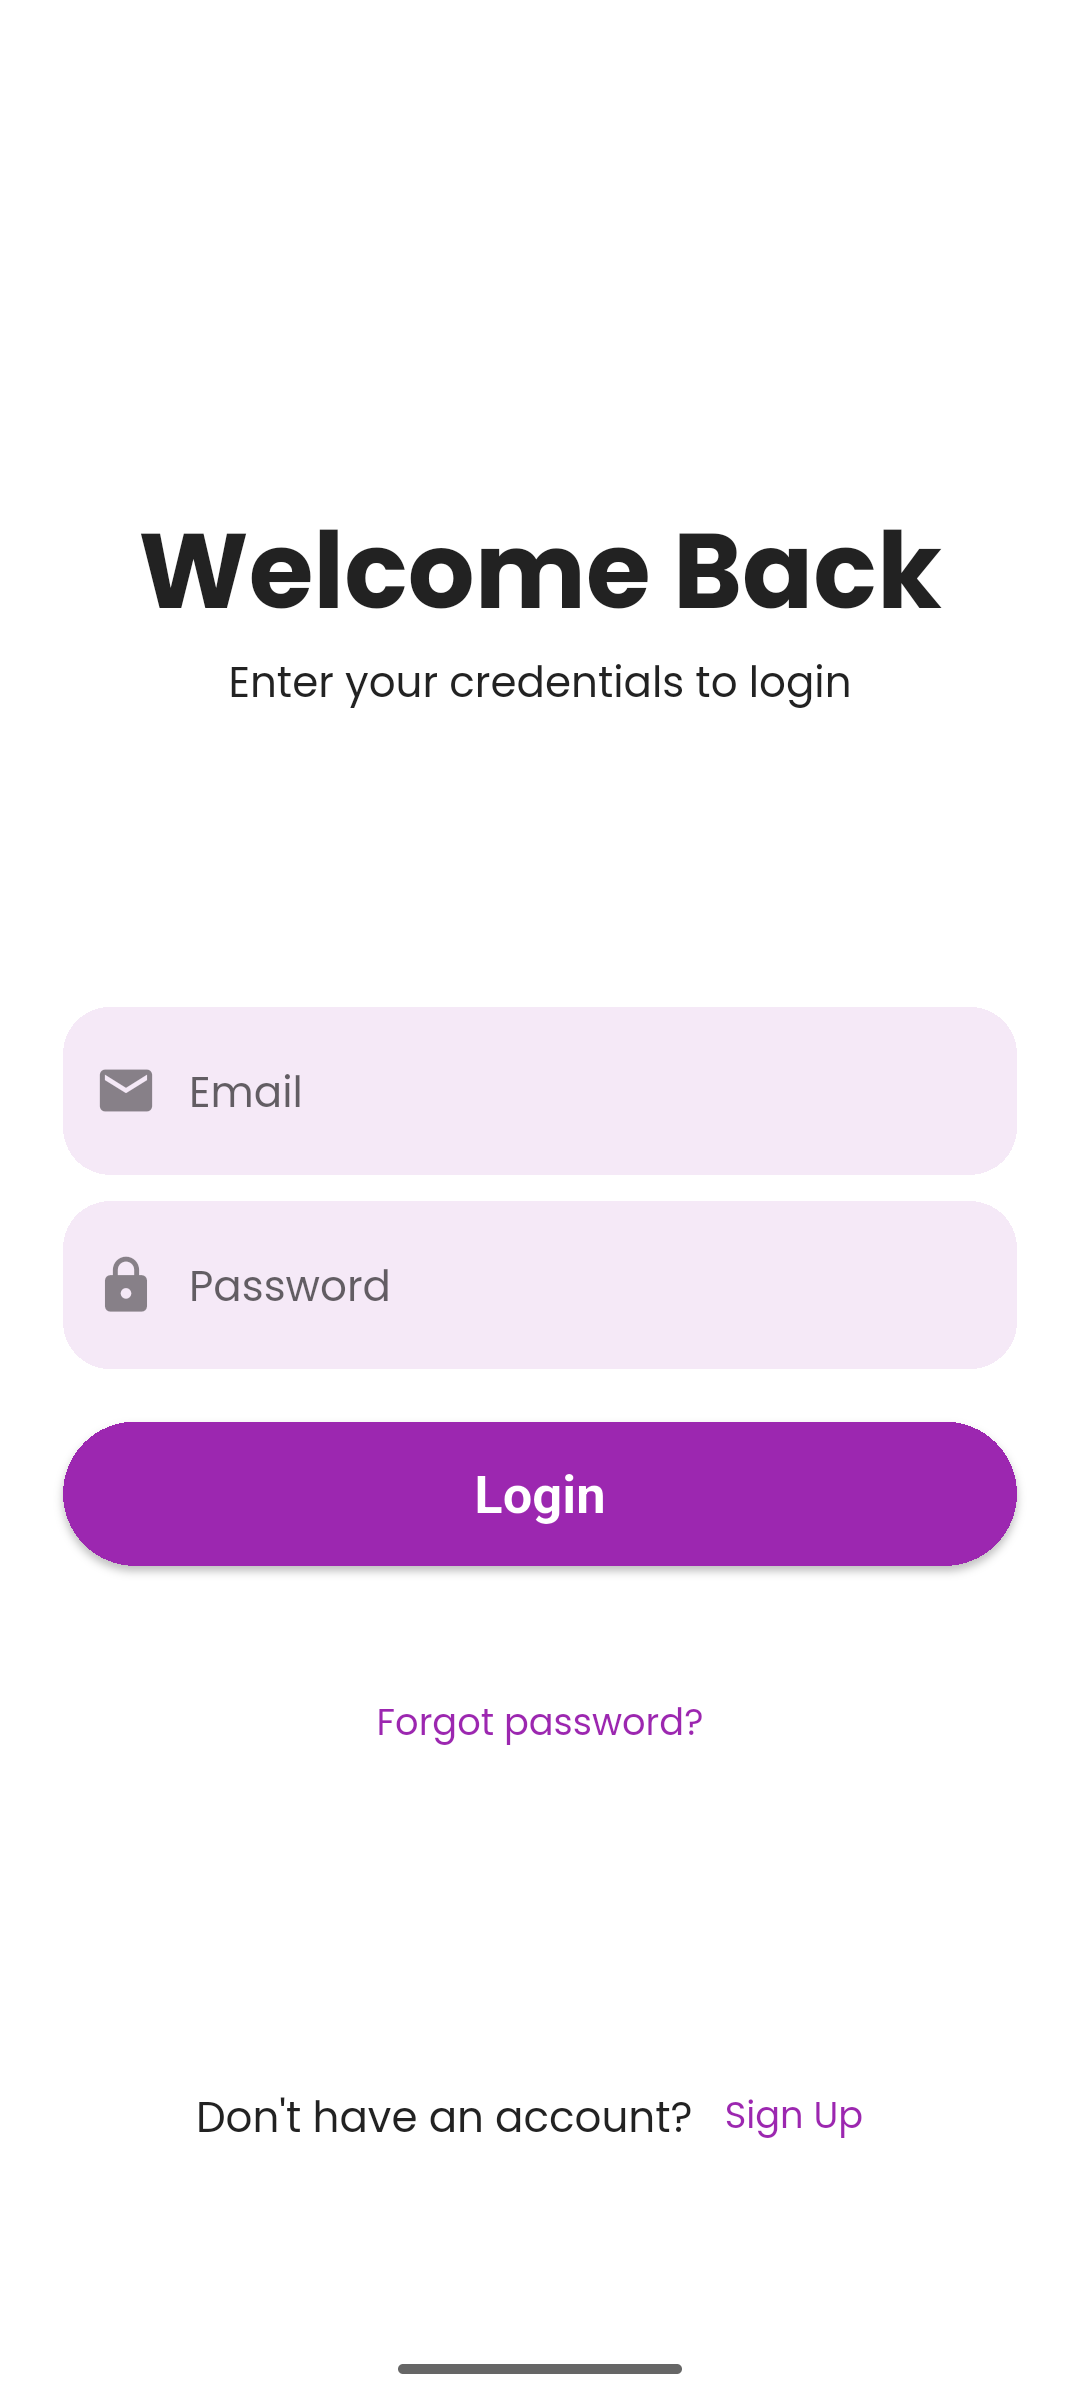 Welcome Back
Enter your credentials to login
Email
Password
Login
Forgot password?
Don't have an account? Sign Up